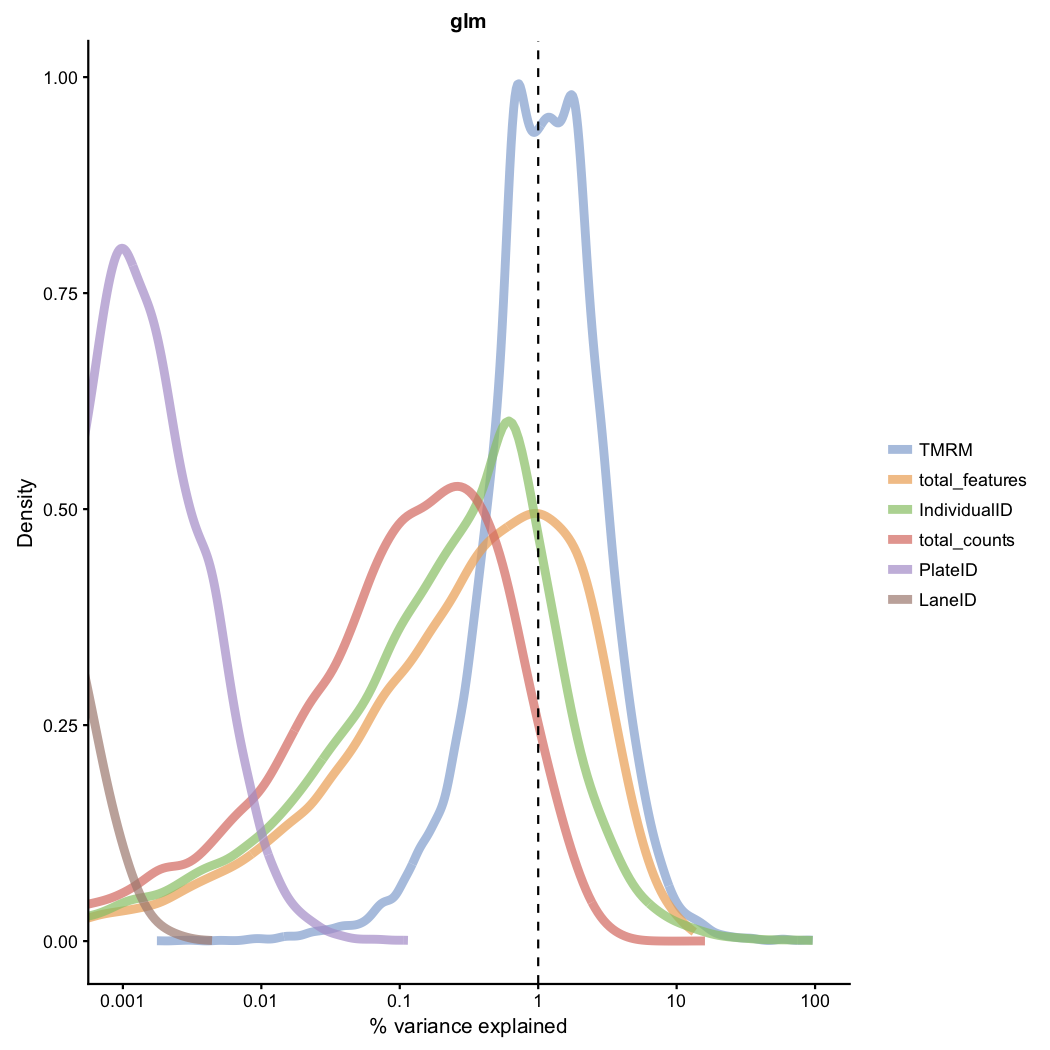 glm
1.00
0.75
0.50
0.25
0.00
Density
0.001 0.01 0.1 1 10 100
% variance explained
TMRM
total_features
IndividualID
total_counts
PlateID
LaneID